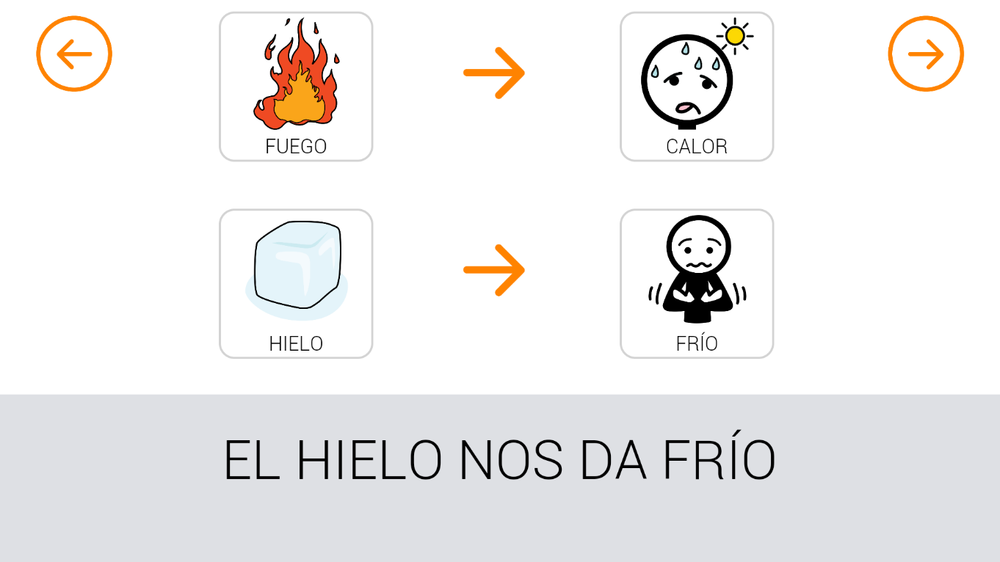 FUEGO
CALOR
HIELO
FRÍO
EL HIELO NOS DA FRÍO